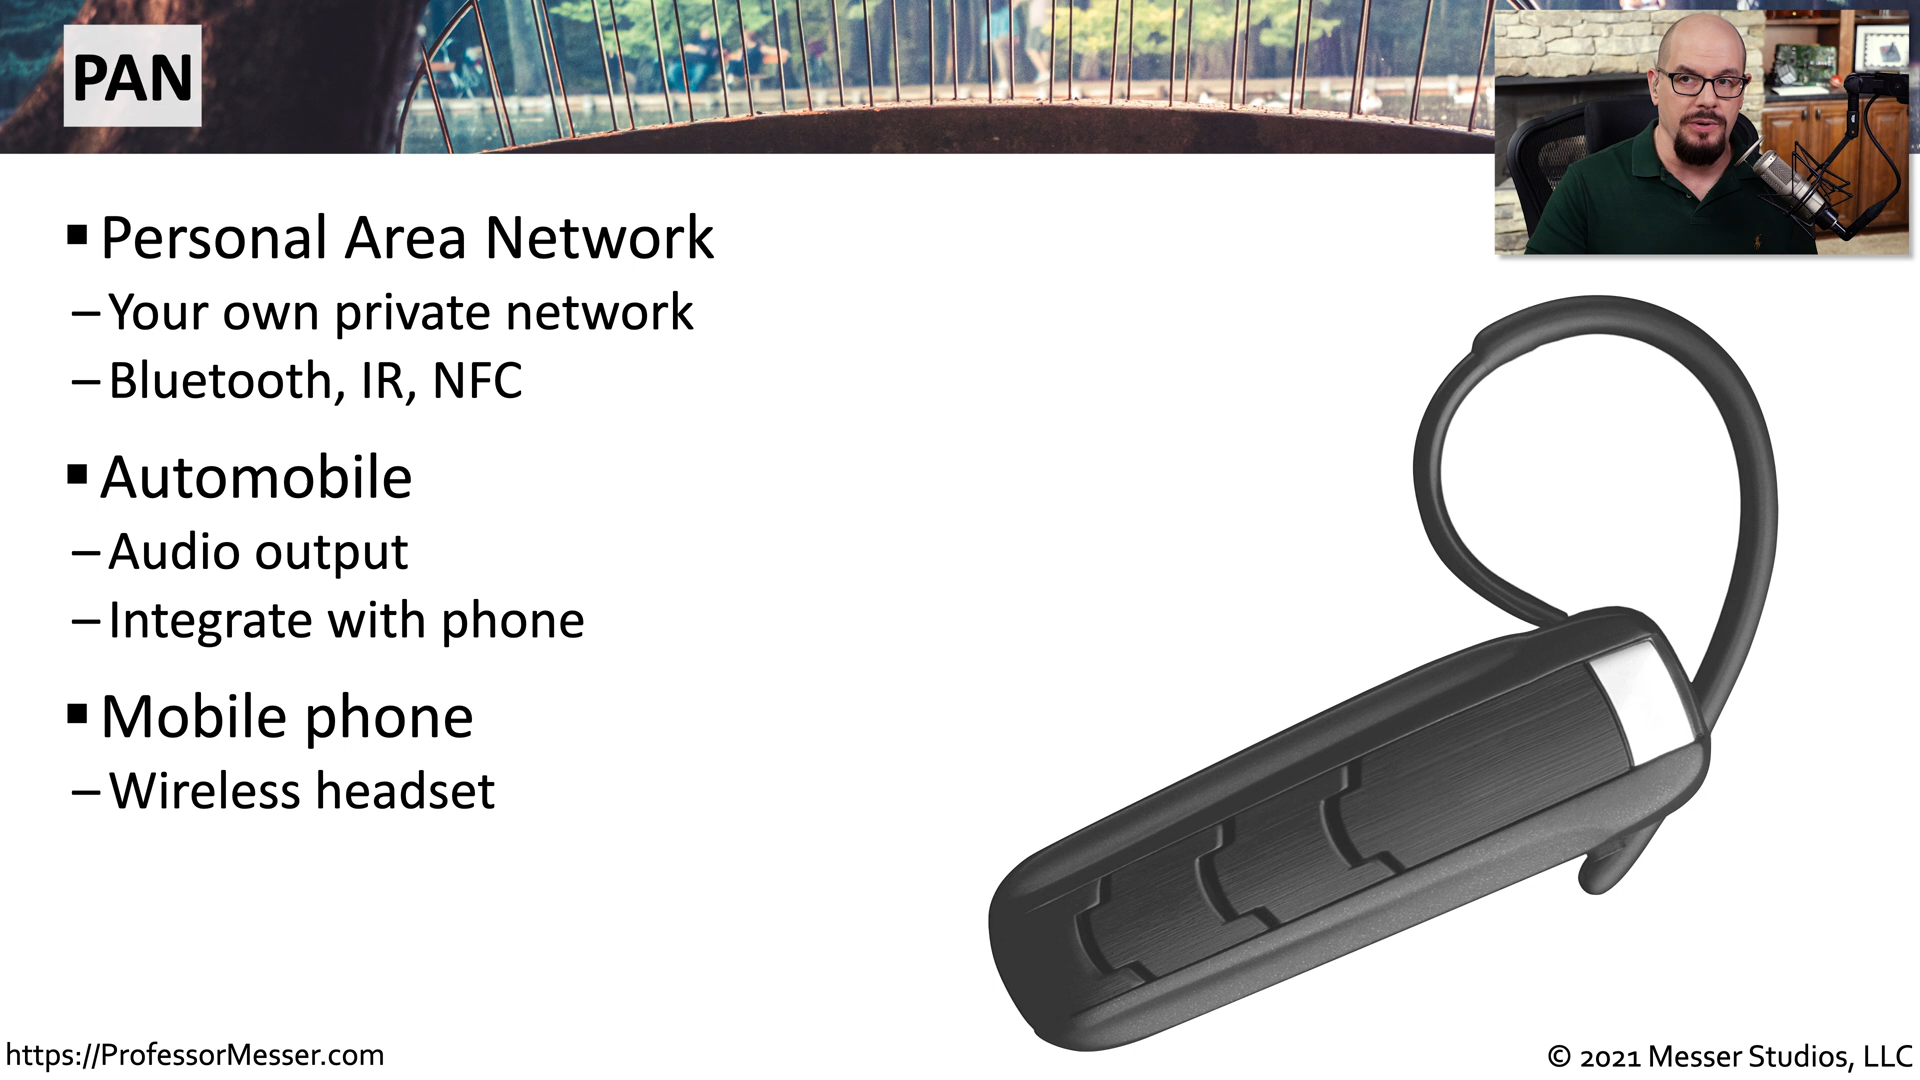 PAN
▪ Personal Area Network
– Your own private network
– Bluetooth, IR, NFC
▪ Automobile
– Audio output
– Integrate with phone
▪ Mobile phone
– Wireless headset
https://ProfessorMesser.com
© 2021 Messer Studios, LLC